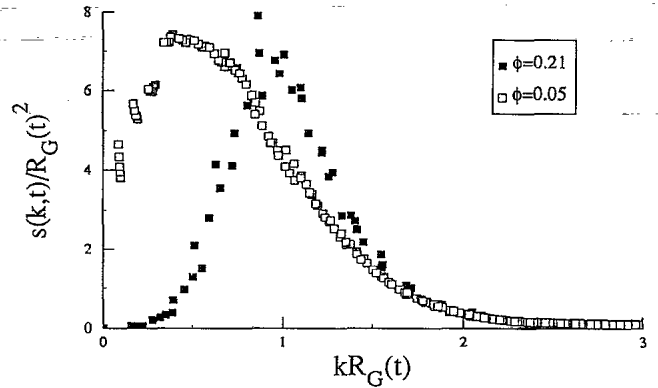 8
6
4
2
0
s(k,t)/R_G(t)^2
φ=0.21
φ=0.05
0 1 2 3
kR_G(t)